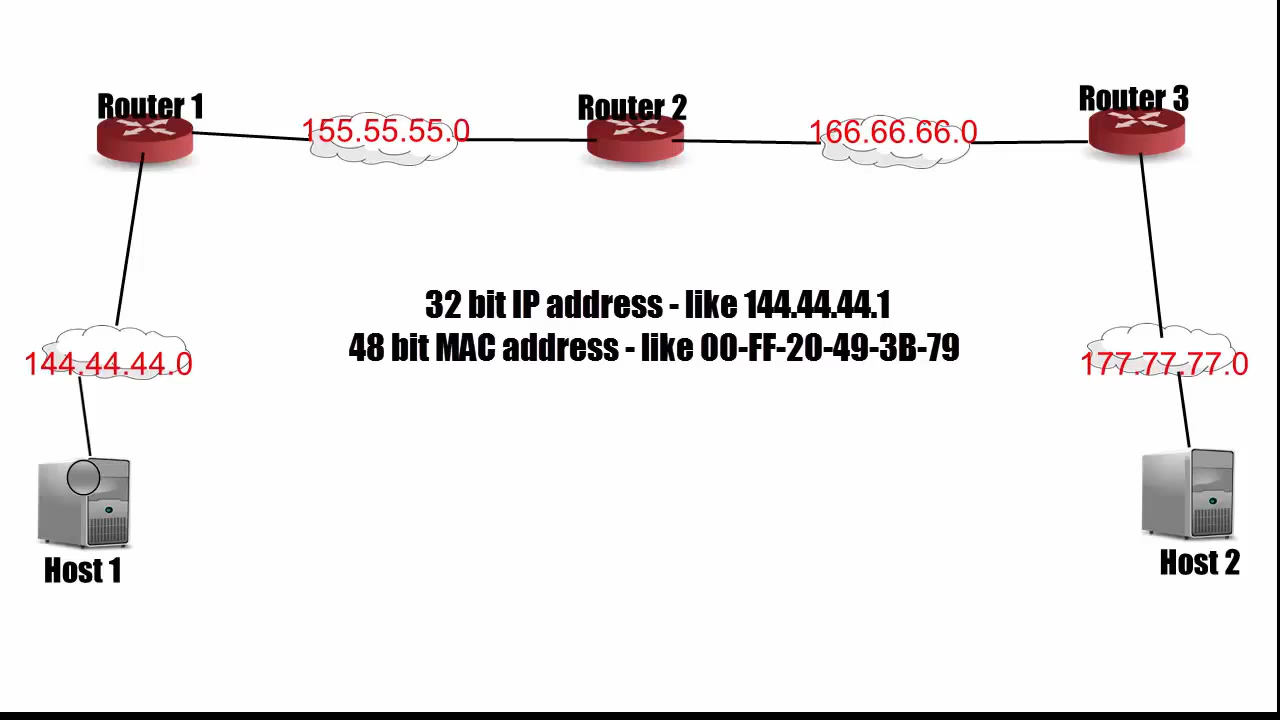 Router 1
155.55.55.0
Router 2
166.66.66.0
Router 3
32 bit IP address - like 144.44.44.1
48 bit MAC address - like 00-FF-20-49-3B-79
144.44.44.0
177.77.77.0
Host 1
Host 2